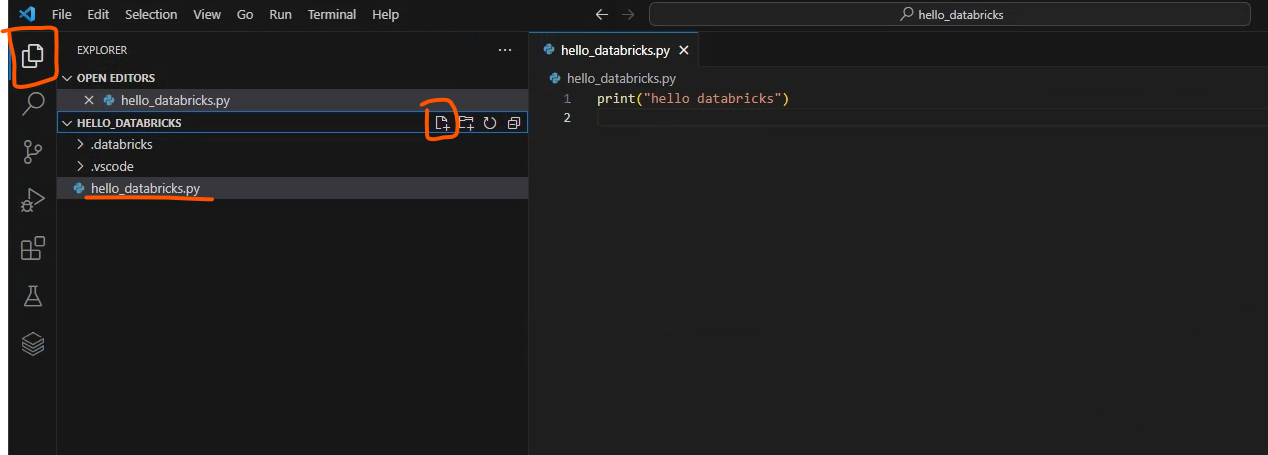 File Edit Selection View Go Run Terminal Help
hello_databricks
EXPLORER
OPEN EDITORS
hello_databricks.py
HELLO_DATABRICKS
.databricks
.vscode
hello_databricks.py
hello_databricks.py
hello_databricks.py
1 print("hello databricks")
2